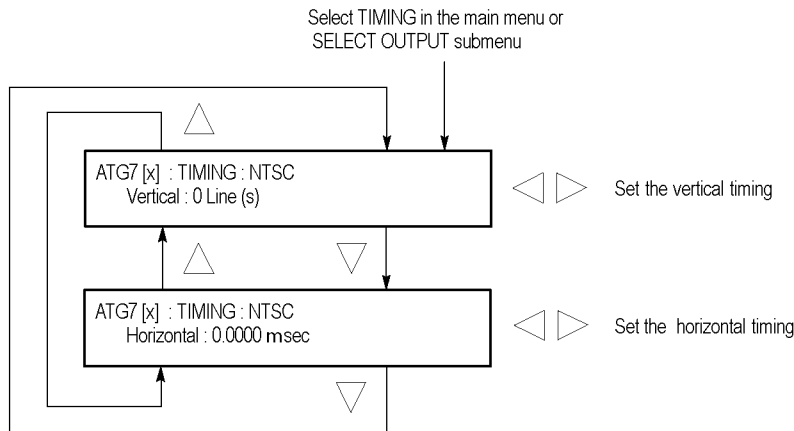 Select TIMING in the main menu or
SELECT OUTPUT submenu
ATG7 [x] : TIMING : NTSC
Vertical : 0 Line (s)
Set the vertical timing
ATG7 [x] : TIMING : NTSC
Horizontal : 0.0000 msec
Set the horizontal timing